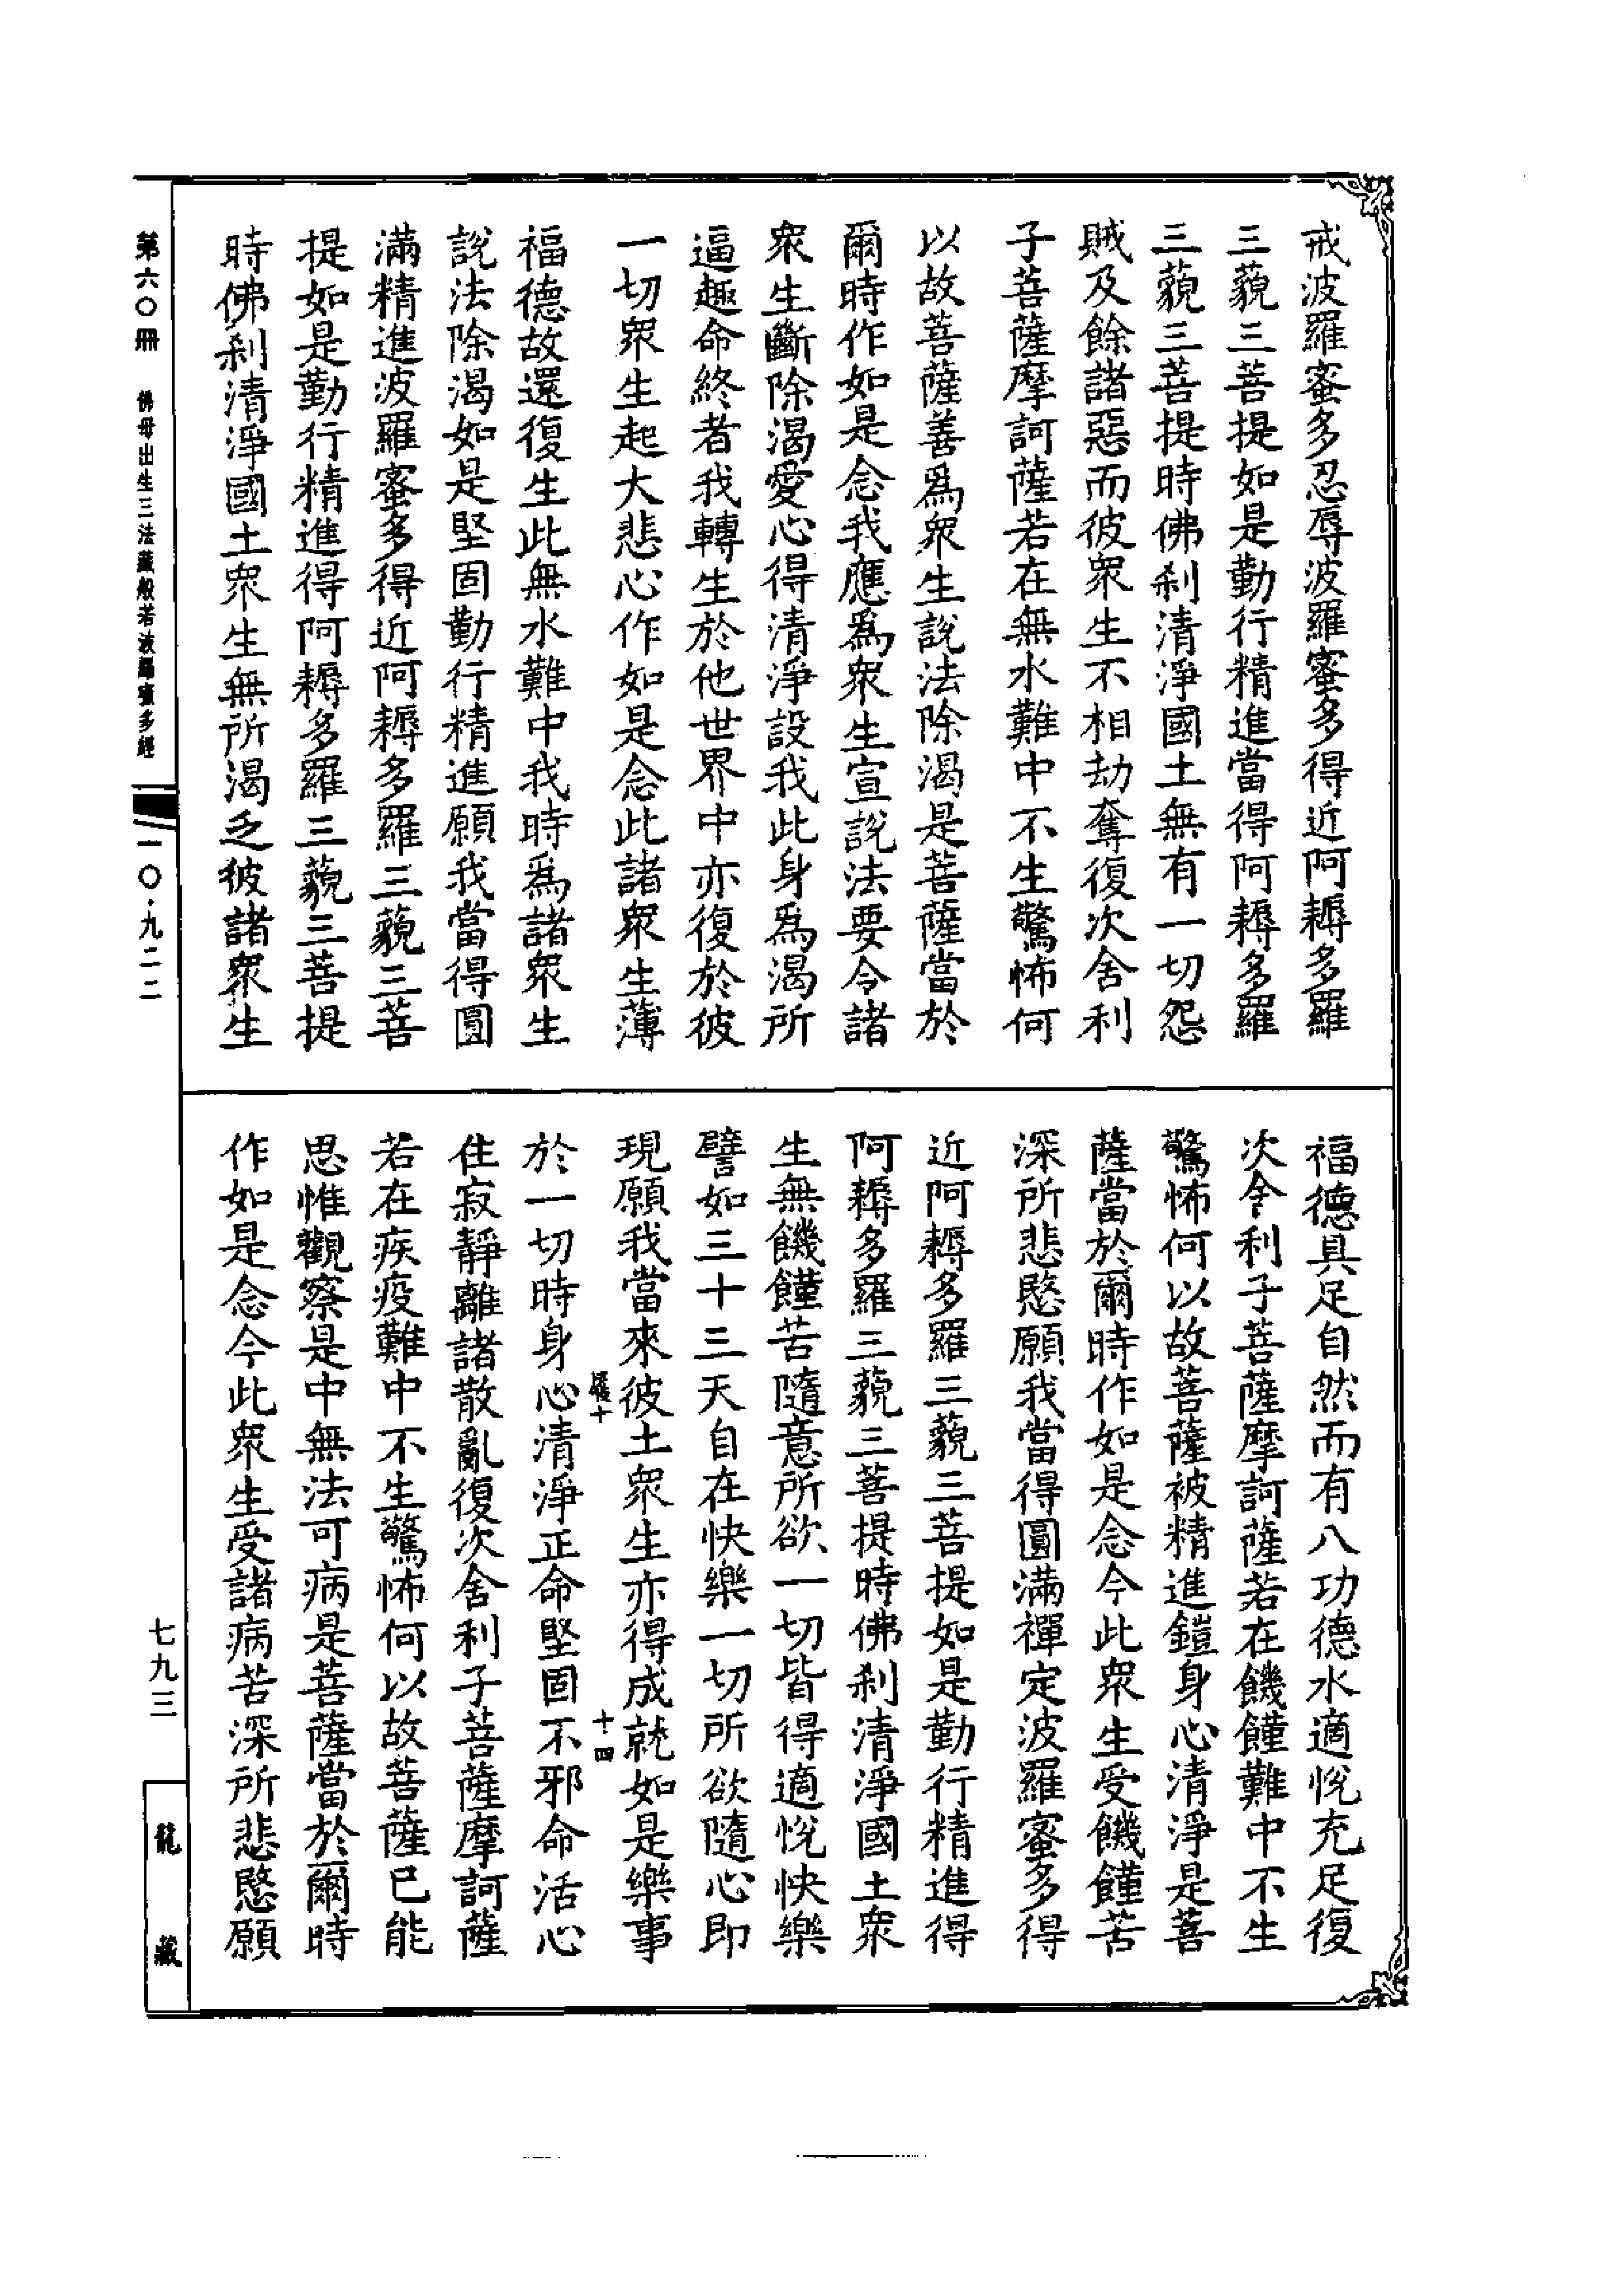 戒波羅蜜多忍辱波羅蜜多得近阿耨多羅
三藐三菩提如是勤行精進當得阿耨多羅
三藐三菩提時佛刹清淨國土無有一切怨
賊及餘諸惡而彼衆生不相劫奪復次舍利
子菩薩摩訶薩若在無水難中不生驚怖何
以故菩薩善爲衆生說法除渴是菩薩當於
爾時作如是念我應爲衆生宣說法要令諸
衆生斷除渴愛心得清淨設我此身爲渴所
逼趣命終者我轉生於他世界中亦復於彼
一切衆生起大悲心作如是念此諸衆生薄
福德故還復生此無水難中我時爲諸衆生
說法除渴如是堅固勤行精進願我當得圓
滿精進波羅蜜多得近阿耨多羅三藐三菩
提如是勤行精進得阿耨多羅三藐三菩提
時佛刹清淨國土衆生無所渴乏彼諸衆生
福德具足自然而有八功德水適悅充足復
次舍利子菩薩摩訶薩若在饑饉難中不生
驚怖何以故菩薩被精進鎧身心清淨是菩
薩當於爾時作如是念今此衆生受饑饉苦
深所悲愍願我當得圓滿禪定波羅蜜多得
近阿耨多羅三藐三菩提如是勤行精進得
阿耨多羅三藐三菩提時佛刹清淨國土衆
生無饑饉苦隨意所欲一切皆得適悅快樂
譬如三十三天自在快樂一切所欲隨心即
現願我當來彼土衆生亦得成就如是樂事
十 十四
於一切時身心清淨正命堅固不邪命活心
住寂靜離諸散亂復次舍利子菩薩摩訶薩
若在疾疫難中不生驚怖何以故菩薩已能
思惟觀察是中無法可病是菩薩當於爾時
作如是念今此衆生受諸病苦深所悲愍願
第六〇冊 佛母出生三法藏般若波羅蜜多經
一〇·九二二
七九三
龍藏